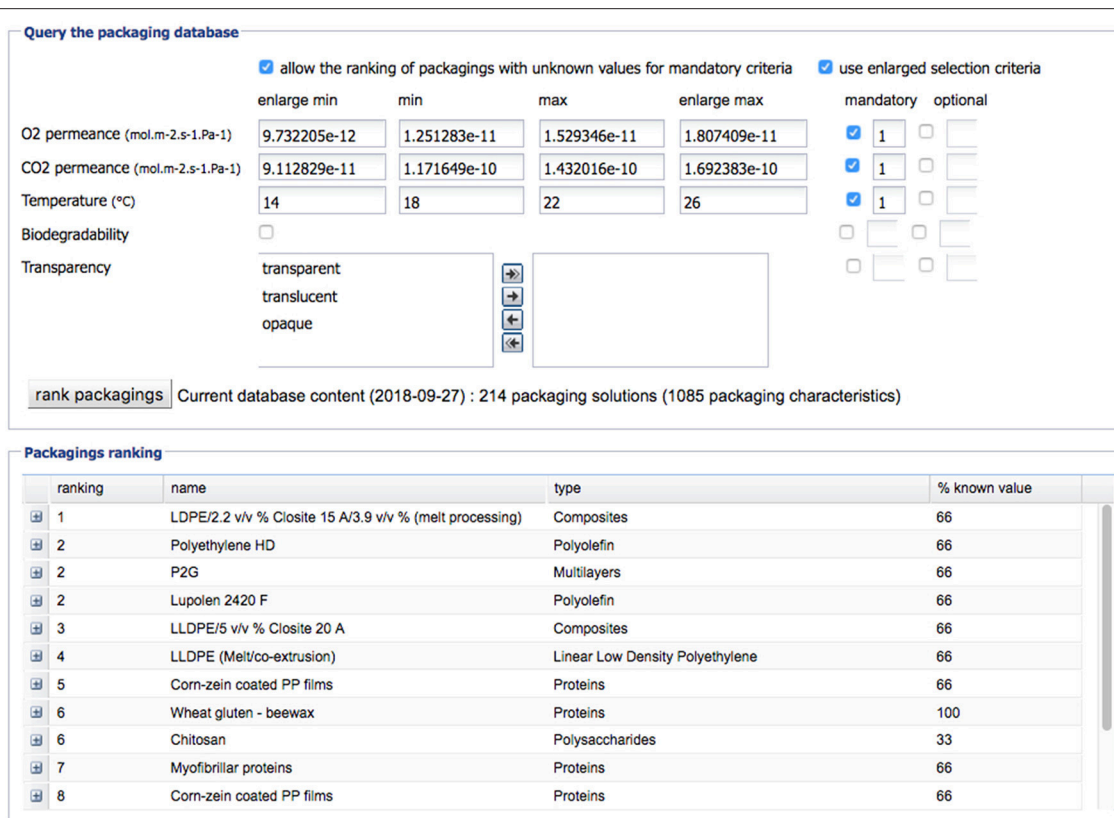 Query the packaging database
allow the ranking of packagings with unknown values for mandatory criteria use enlarged selection criteria
enlarge min min max enlarge max mandatory optional
O2 permeance (mol.m-2.s-1.Pa-1) 9.732205e-12 1.251283e-11 1.529346e-11 1.807409e-11 1
CO2 permeance (mol.m-2.s-1.Pa-1) 9.112829e-11 1.171649e-10 1.432016e-10 1.692383e-10 1
Temperature (°C) 14 18 22 26 1
Biodegradability
Transparency transparent
translucent
opaque
rank packagings Current database content (2018-09-27) : 214 packaging solutions (1085 packaging characteristics)
Packagings ranking
ranking name type % known value
1 LDPE/2.2 v/v % Closite 15 A/3.9 v/v % (melt processing) Composites 66
2 Polyethylene HD Polyolefin 66
2 P2G Multilayers 66
2 Lupolen 2420 F Polyolefin 66
3 LLDPE/5 v/v % Closite 20 A Composites 66
4 LLDPE (Melt/co-extrusion) Linear Low Density Polyethylene 66
5 Corn-zein coated PP films Proteins 66
6 Wheat gluten - beewax Proteins 100
6 Chitosan Polysaccharides 33
7 Myofibrillar proteins Proteins 66
8 Corn-zein coated PP films Proteins 66